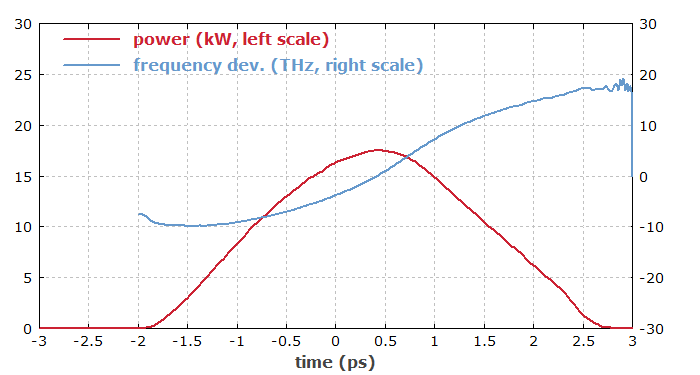 30 30
power (kW, left scale)
frequency dev. (THz, right scale)
25 20
20 10
15 0
10 -10
5 -20
0 -30
-3 -2.5 -2 -1.5 -1 -0.5 0 0.5 1 1.5 2 2.5 3
time (ps)